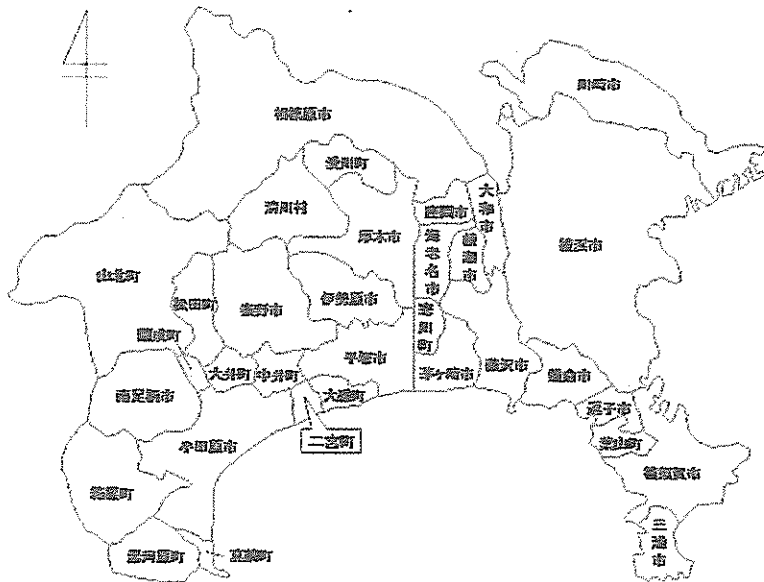 川崎市
相模原市
愛川町
清川村
厚木市
座間市
大和市
海老名市
綾瀬市
横浜市
山北町
松田町
秦野市
伊勢原市
寒川町
開成町
大井町
中井町
平塚市
茅ヶ崎市
藤沢市
鎌倉市
南足柄市
大磯町
逗子市
小田原市
二宮町
葉山町
箱根町
横須賀市
三浦市
湯河原町
真鶴町